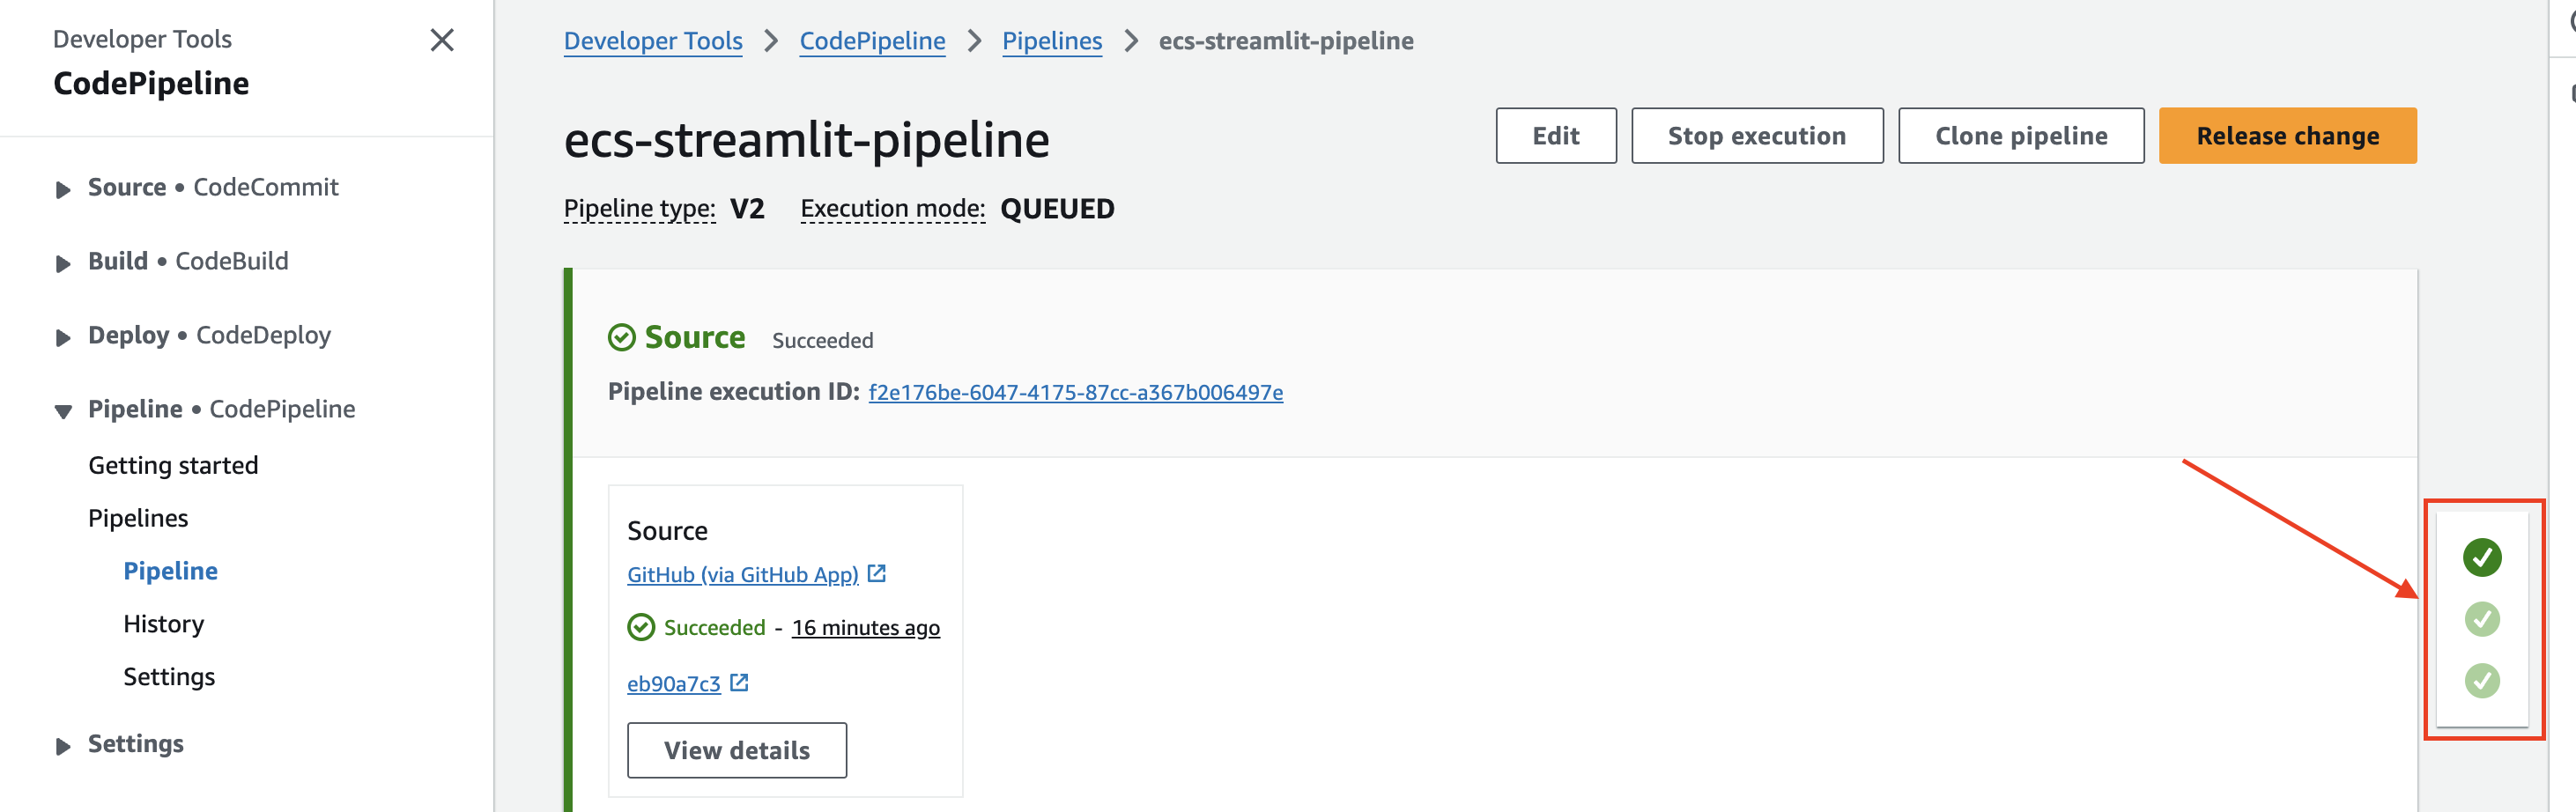 Developer Tools
CodePipeline
Source • CodeCommit
Build • CodeBuild
Deploy • CodeDeploy
Pipeline • CodePipeline
Getting started
Pipelines
Pipeline
History
Settings
Settings
Developer Tools > CodePipeline > Pipelines > ecs-streamlit-pipeline
ecs-streamlit-pipeline
Edit
Stop execution
Clone pipeline
Release change
Pipeline type: V2 Execution mode: QUEUED
Source Succeeded
Pipeline execution ID: f2e176be-6047-4175-87cc-a367b006497e
Source
GitHub (via GitHub App)
Succeeded - 16 minutes ago
eb90a7c3
View details